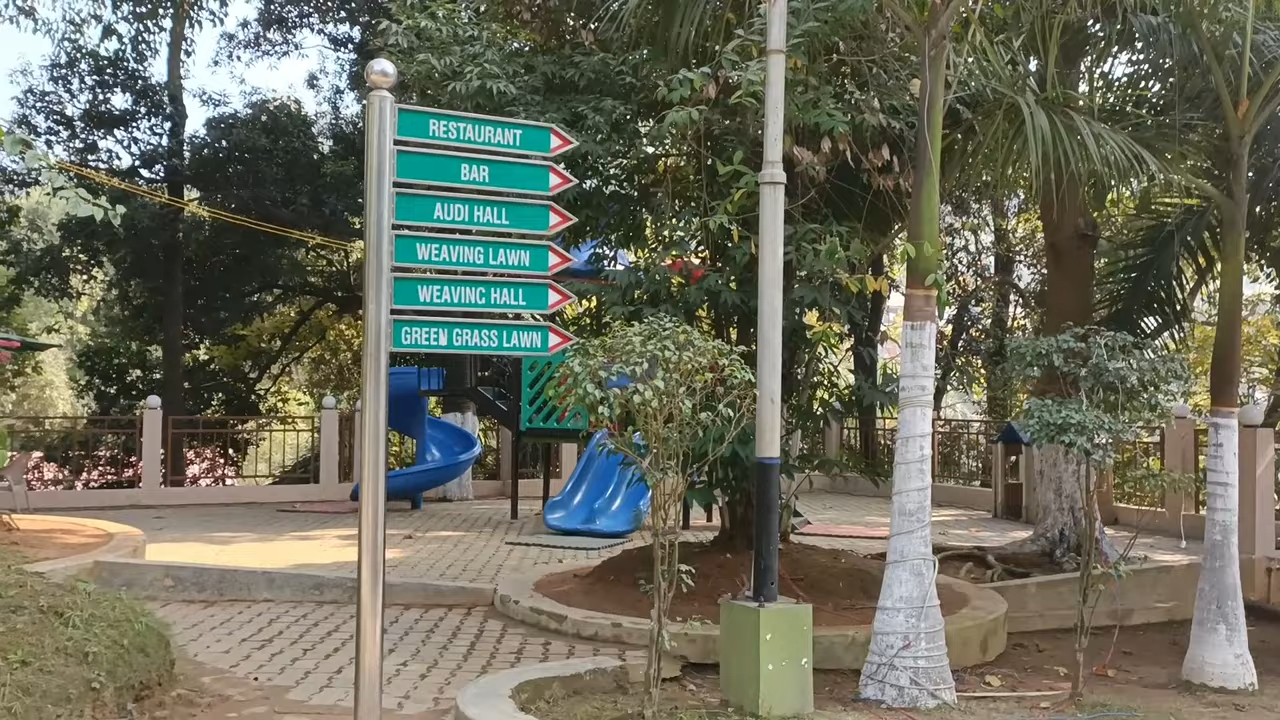 RESTAURANT
BAR
AUDI HALL
WEAVING LAWN
WEAVING HALL
GREEN GRASS LAWN